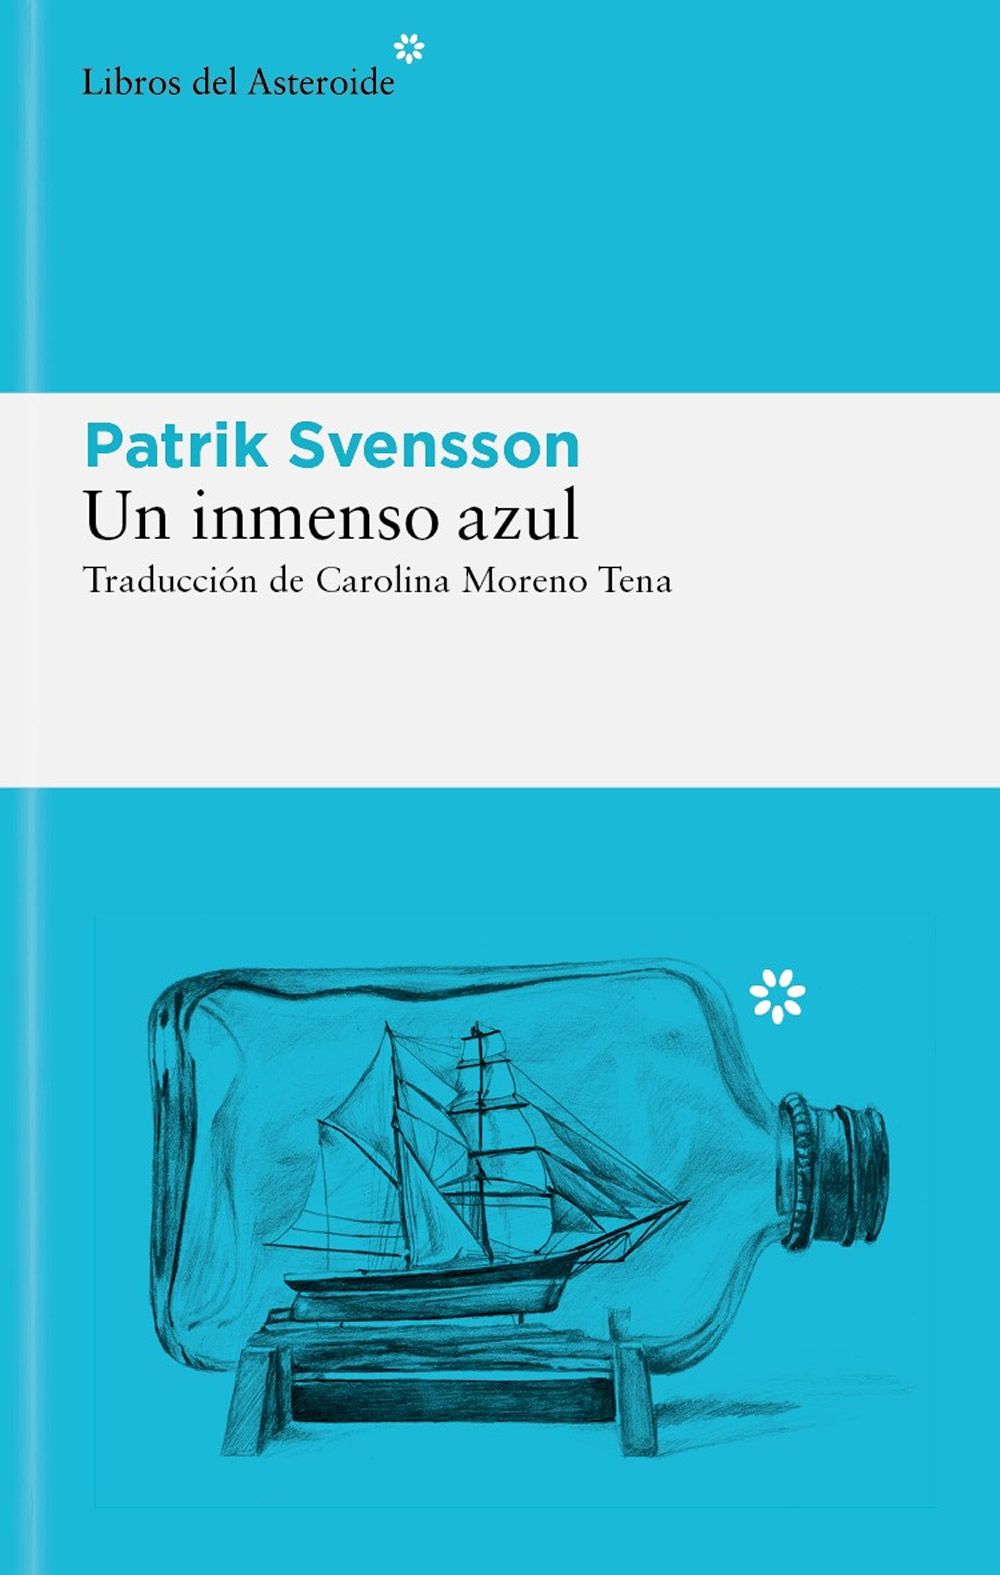 Libros del Asteroide
Patrik Svensson
Un inmenso azul
Traducción de Carolina Moreno Tena